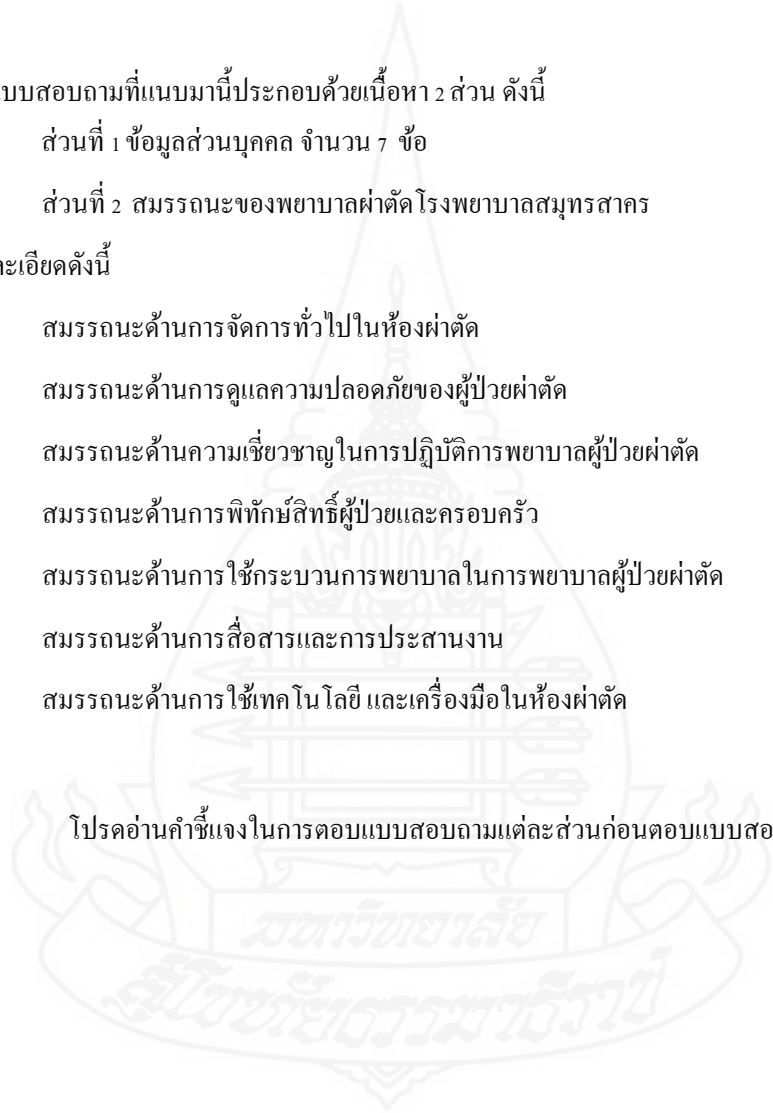 บบสอบถามที่แนบมานี้ประกอบด้วยเนื้อหา 2 ส่วน ดังนี้
ส่วนที่ 1 ข้อมูลส่วนบุคคล จำนวน 7 ข้อ
ส่วนที่ 2 สมรรถนะของพยาบาลผ่าตัดโรงพยาบาลสมุทรสาคร
ะเอียดดังนี้
สมรรถนะด้านการจัดการทั่วไปในห้องผ่าตัด
สมรรถนะด้านการดูแลความปลอดภัยของผู้ป่วยผ่าตัด
สมรรถนะด้านความเชี่ยวชาญในการปฏิบัติการพยาบาลผู้ป่วยผ่าตัด
สมรรถนะด้านการพิทักษ์สิทธิ์ผู้ป่วยและครอบครัว
สมรรถนะด้านการใช้กระบวนการพยาบาลในการพยาบาลผู้ป่วยผ่าตัด
สมรรถนะด้านการสื่อสารและการประสานงาน
สมรรถนะด้านการใช้เทคโนโลยี และเครื่องมือในห้องผ่าตัด
โปรดอ่านคำชี้แจงในการตอบแบบสอบถามแต่ละส่วนก่อนตอบแบบสอ
มหาวิทยาลัย
สุโขทัยธรรมาธิราช